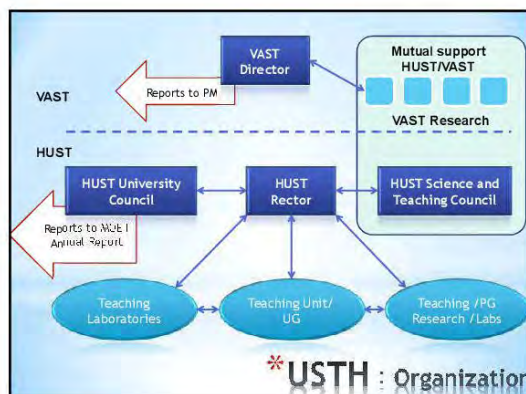 VAST
Director
Mutual support
HUST/VAST
Reports to PM
VAST
VAST Research
HUST
HUST University
Council
HUST
Rector
HUST Science and
Teaching Council
Reports to MOET
Annual Report
Teaching
Laboratories
Teaching Unit/
UG
Teaching /PG
Research /Labs
*USTH : Organization